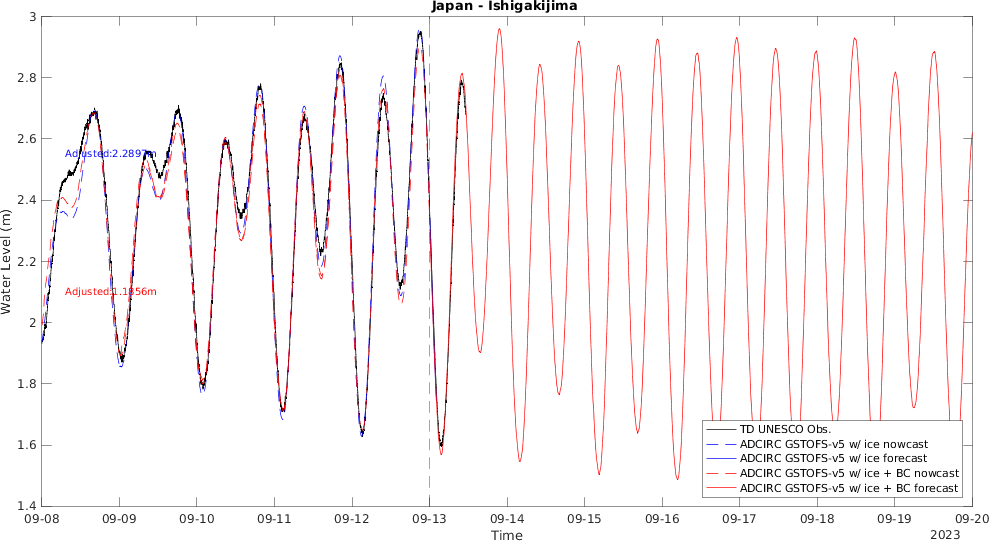 Japan - Ishigakijima
3
2.8
2.6
2.4
2.2
2
1.8
1.6
1.4
Water Level (m)
Adjusted:2.2897m
Adjusted:1.1856m
TD UNESCO Obs.
ADCIRC GSTOFS-v5 w/ ice nowcast
ADCIRC GSTOFS-v5 w/ ice forecast
ADCIRC GSTOFS-v5 w/ ice + BC nowcast
ADCIRC GSTOFS-v5 w/ ice + BC forecast
09-08 09-09 09-10 09-11 09-12 09-13 09-14 09-15 09-16 09-17 09-18 09-19 09-20
Time
2023